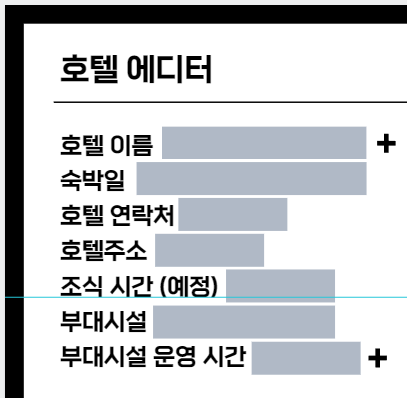 호텔 에디터
호텔 이름 +
숙박일
호텔 연락처
호텔주소
조식 시간 (예정)
부대시설
부대시설 운영 시간 +